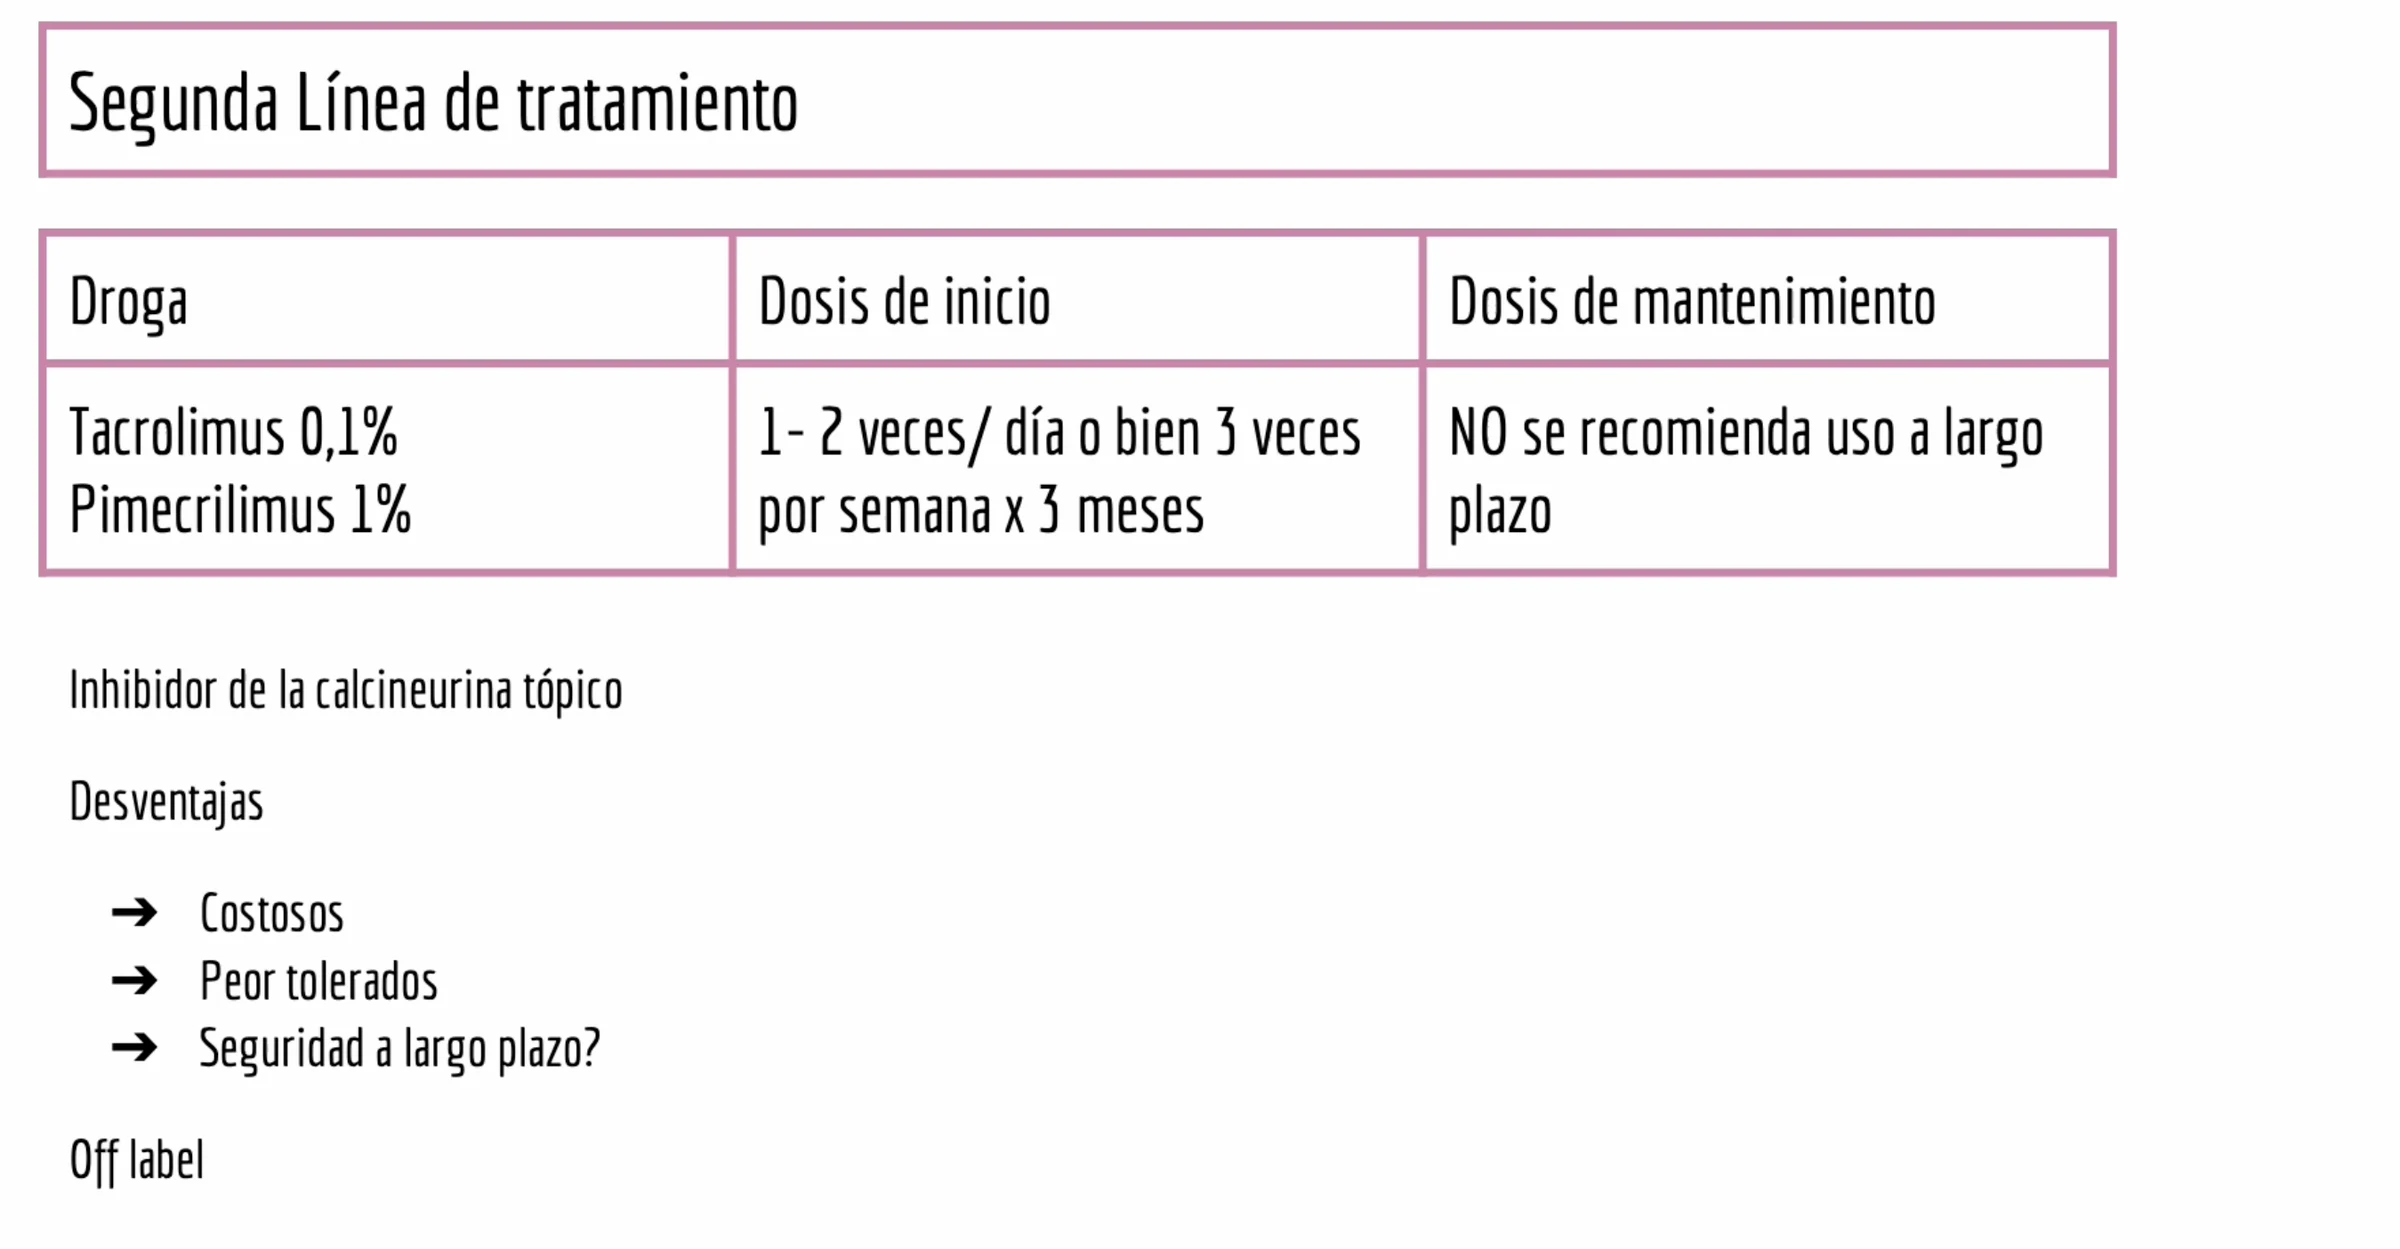 Segunda Línea de tratamiento
Droga
Dosis de inicio
Dosis de mantenimiento
Tacrolimus 0,1%
Pimecrilimus 1%
1- 2 veces/ día o bien 3 veces
por semana x 3 meses
NO se recomienda uso a largo
plazo
Inhibidor de la calcineurina tópico
Desventajas
➔ Costosos
➔ Peor tolerados
➔ Seguridad a largo plazo?
Off label